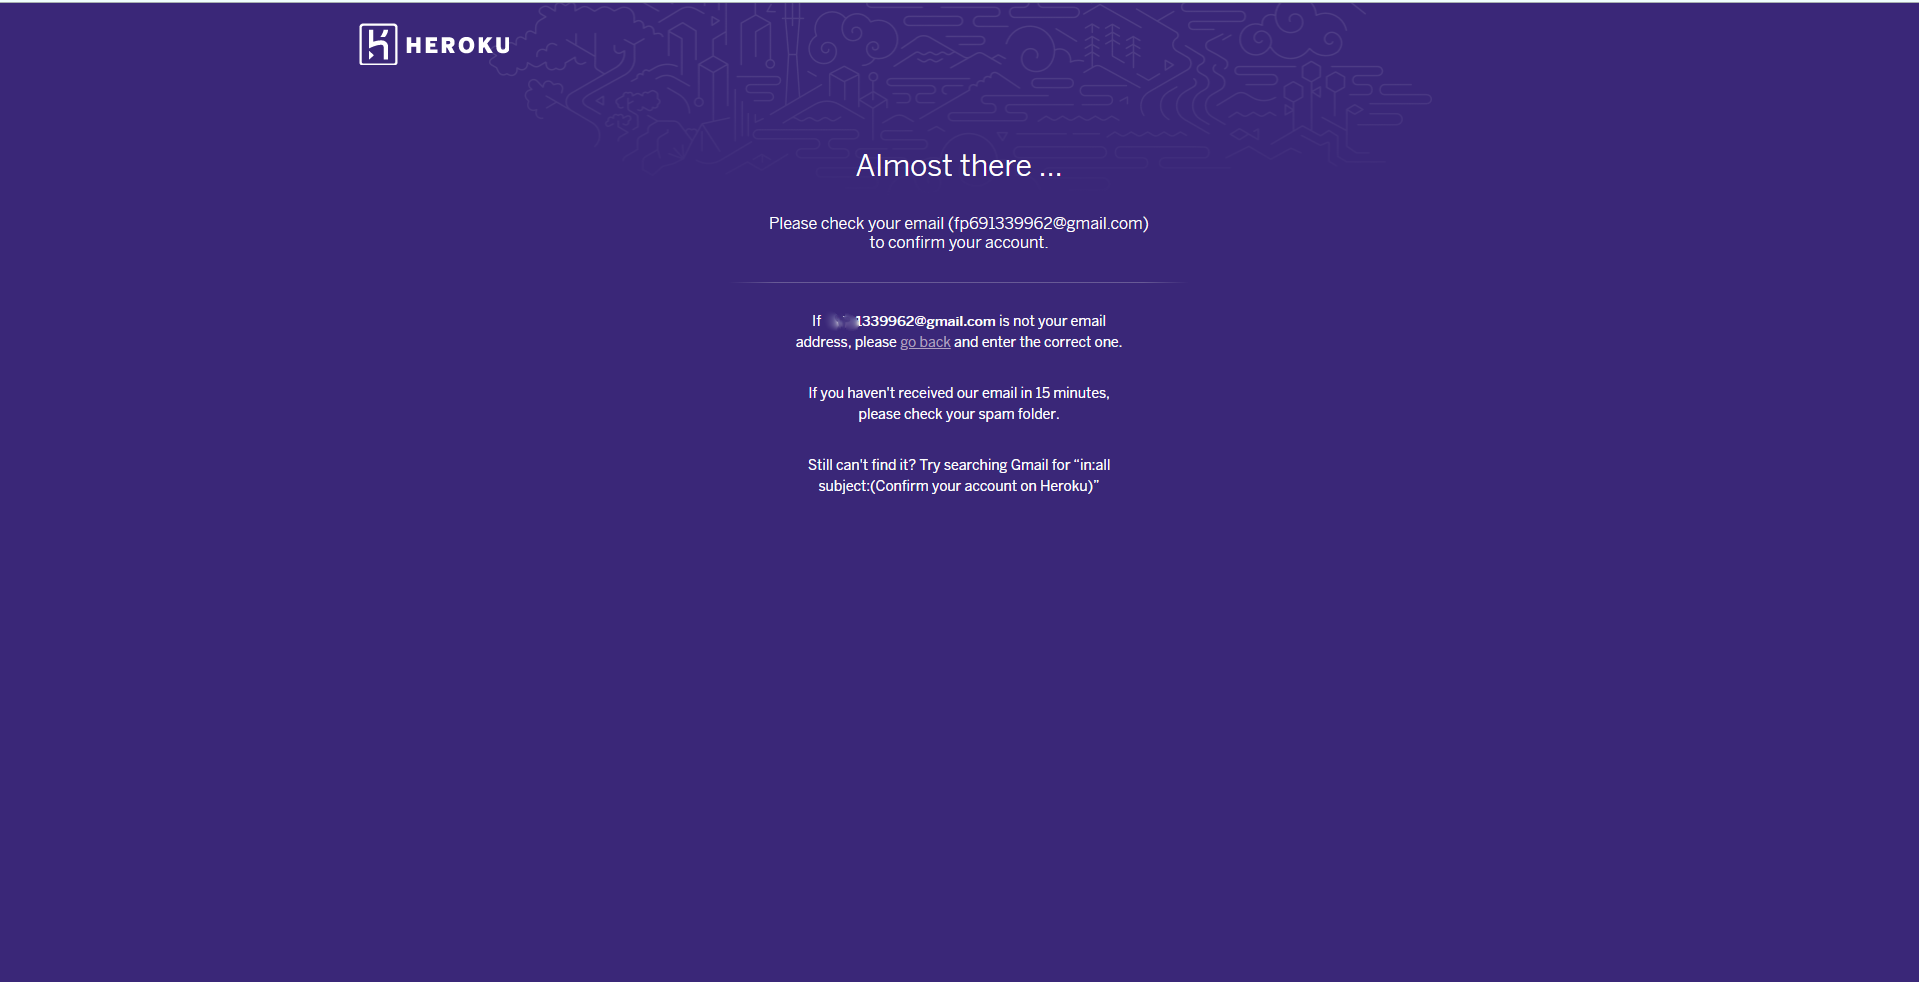 HEROKU
Almost there ...
Please check your email (fp691339962@gmail.com)
to confirm your account.
If 1339962@gmail.com is not your email
address, please go back and enter the correct one.
If you haven't received our email in 15 minutes,
please check your spam folder.
Still can't find it? Try searching Gmail for “in:all
subject:(Confirm your account on Heroku)”